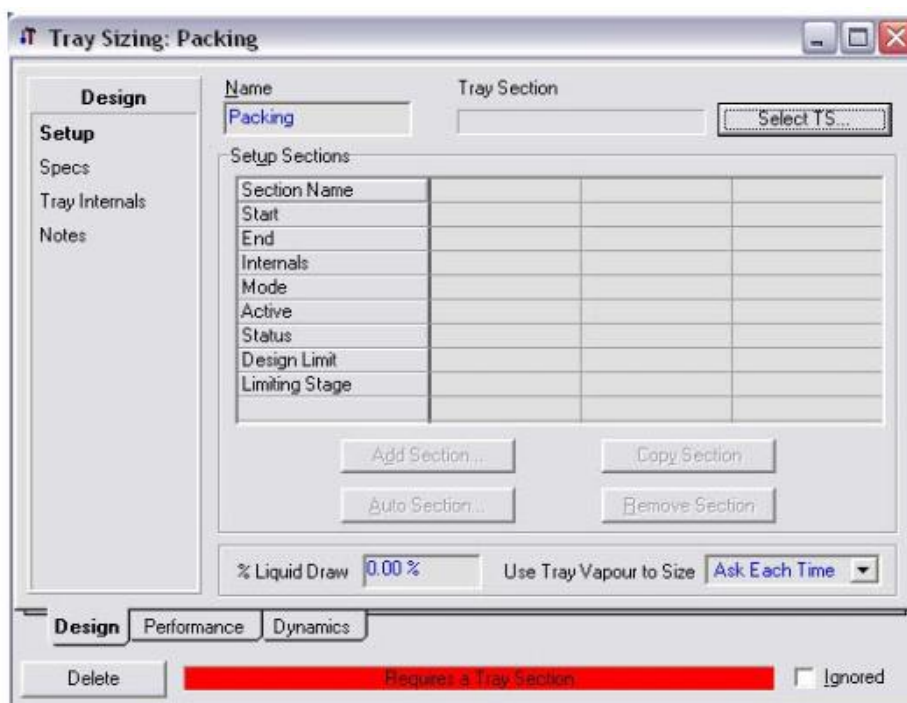 Tray Sizing: Packing
Design
Setup
Specs
Tray Internals
Notes
Name
Packing
Tray Section
Select TS...
Setup Sections
Section Name
Start
End
Internals
Mode
Active
Status
Design Limit
Limiting Stage
Add Section...
Copy Section
Auto Section...
Remove Section
% Liquid Draw 0.00 %
Use Tray Vapour to Size Ask Each Time
Design Performance Dynamics
Delete
Requires a Tray Section
Ignored